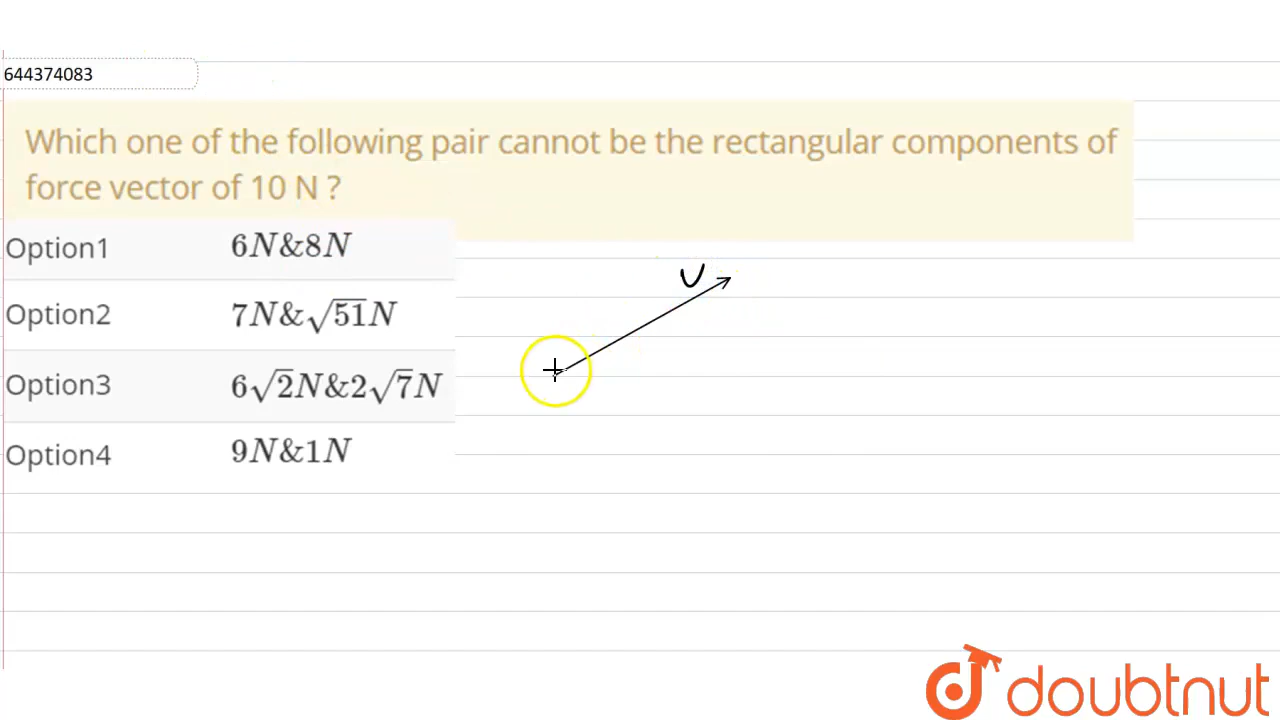 644374083
Which one of the following pair cannot be the rectangular components of
force vector of 10 N ?
Option1 6N&8N
Option2 7N&√51N
Option3 6√2N&2√7N
Option4 9N&1N
V
doubtnut